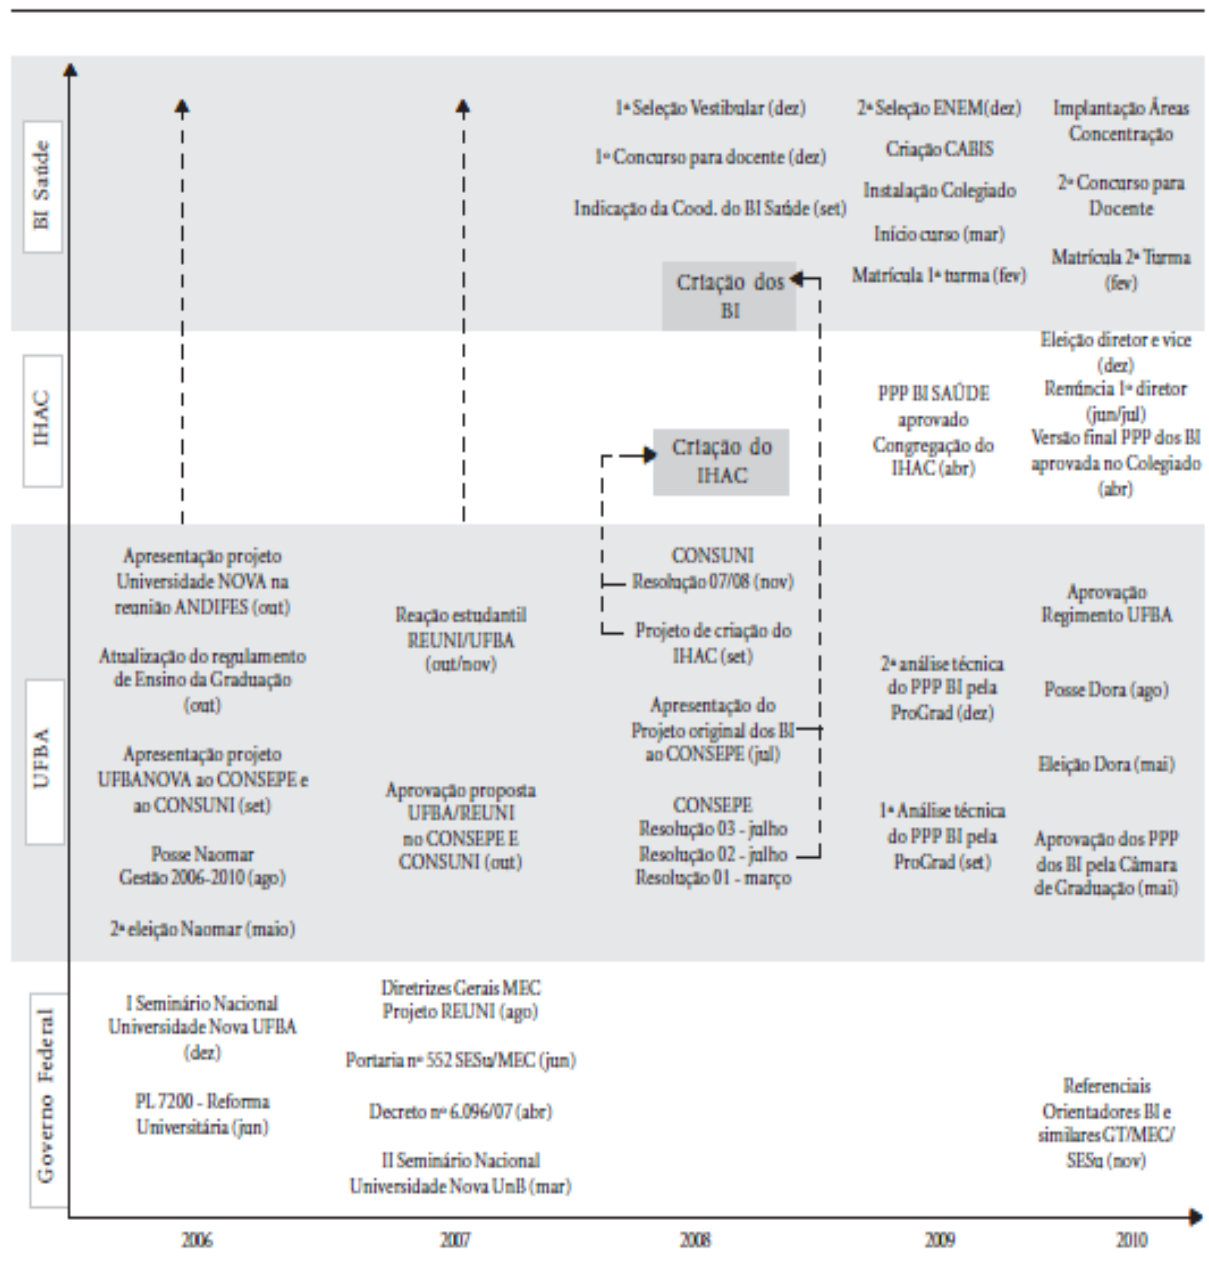 BI Saúde
1ª Seleção Vestibular (dez)
1º Concurso para docente (dez)
Indicação da Cood. do BI Saúde (set)
Criação dos
BI
2ª Seleção ENEM(dez)
Criação CABIS
Instalação Colegiado
Início curso (mar)
Matrícula 1ª turma (fev)
Implantação Áreas
Concentração
2º Concurso para
Docente
Matrícula 2ª Turma
(fev)
IHAC
Criação do
IHAC
PPP BI SAÚDE
aprovado
Congregação do
IHAC (abr)
Eleição diretor e vice
(dez)
Renúncia 1º diretor
(jun/jul)
Versão final PPP dos BI
aprovada no Colegiado
(abr)
UFBA
Apresentação projeto
Universidade NOVA na
reunião ANDIFES (out)
Atualização do regulamento
de Ensino da Graduação
(out)
Apresentação projeto
UFBANOVA ao CONSEPE e
ao CONSUNI (set)
Posse Naomar
Gestão 2006-2010 (ago)
2ª eleição Naomar (maio)
Reação estudantil
REUNI/UFBA
(out/nov)
Aprovação proposta
UFBA/REUNI
no CONSEPE E
CONSUNI (out)
CONSUNI
Resolução 07/08 (nov)
Projeto de criação do
IHAC (set)
Apresentação do
Projeto original dos BI
ao CONSEPE (jul)
CONSEPE
Resolução 03 - julho
Resolução 02 - julho
Resolução 01 - março
2ª análise técnica
do PPP BI pela
ProGrad (dez)
1ª Análise técnica
do PPP BI pela
ProGrad (set)
Aprovação
Regimento UFBA
Posse Dora (ago)
Eleição Dora (mai)
Aprovação dos PPP
dos BI pela Câmara
de Graduação (mai)
Governo Federal
I Seminário Nacional
Universidade Nova UFBA
(dez)
PL 7200 - Reforma
Universitária (jun)
Diretrizes Gerais MEC
Projeto REUNI (ago)
Portaria nº 552 SESu/MEC (jun)
Decreto nº 6.096/07 (abr)
II Seminário Nacional
Universidade Nova UnB (mar)
Referenciais
Orientadores BI e
similares GT/MEC/
SESu (nov)
2006
2007
2008
2009
2010